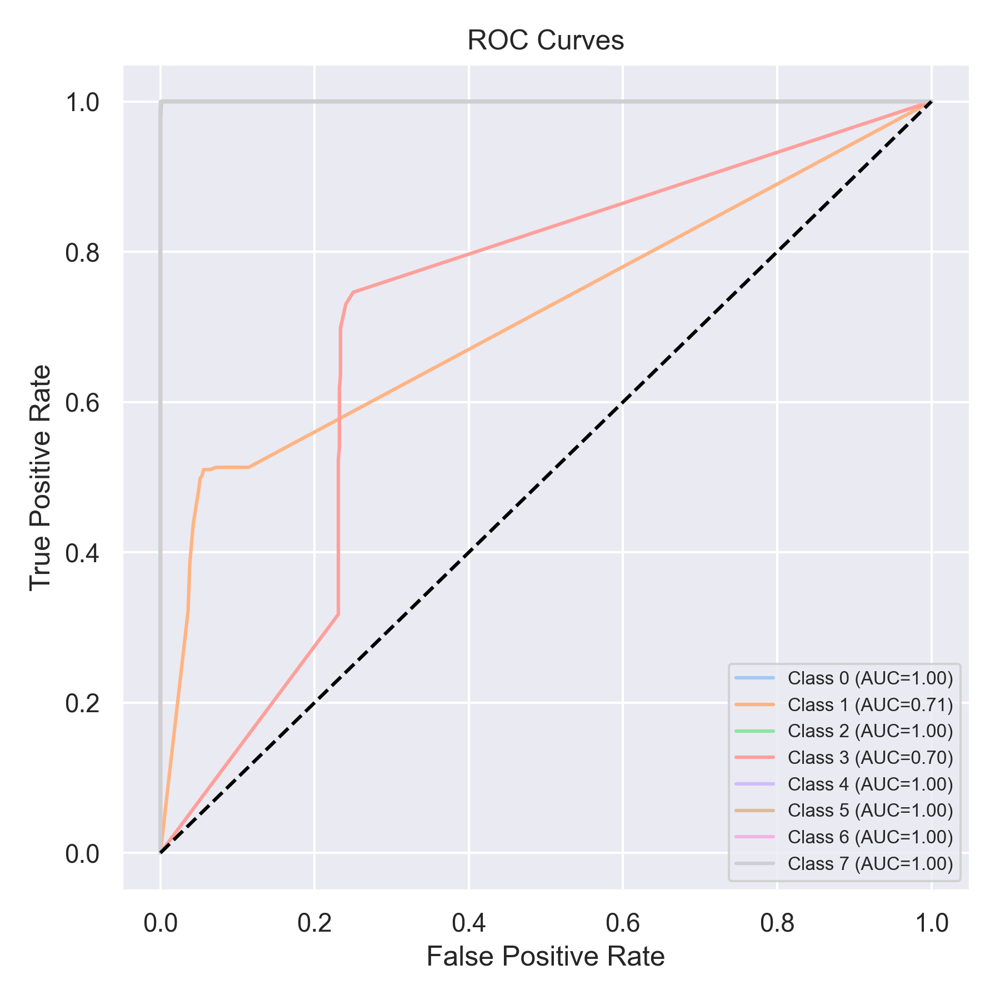 ROC Curves
1.0
0.8
0.6
0.4
0.2
0.0
True Positive Rate
Class 0 (AUC=1.00)
Class 1 (AUC=0.71)
Class 2 (AUC=1.00)
Class 3 (AUC=0.70)
Class 4 (AUC=1.00)
Class 5 (AUC=1.00)
Class 6 (AUC=1.00)
Class 7 (AUC=1.00)
0.0 0.2 0.4 0.6 0.8 1.0
False Positive Rate